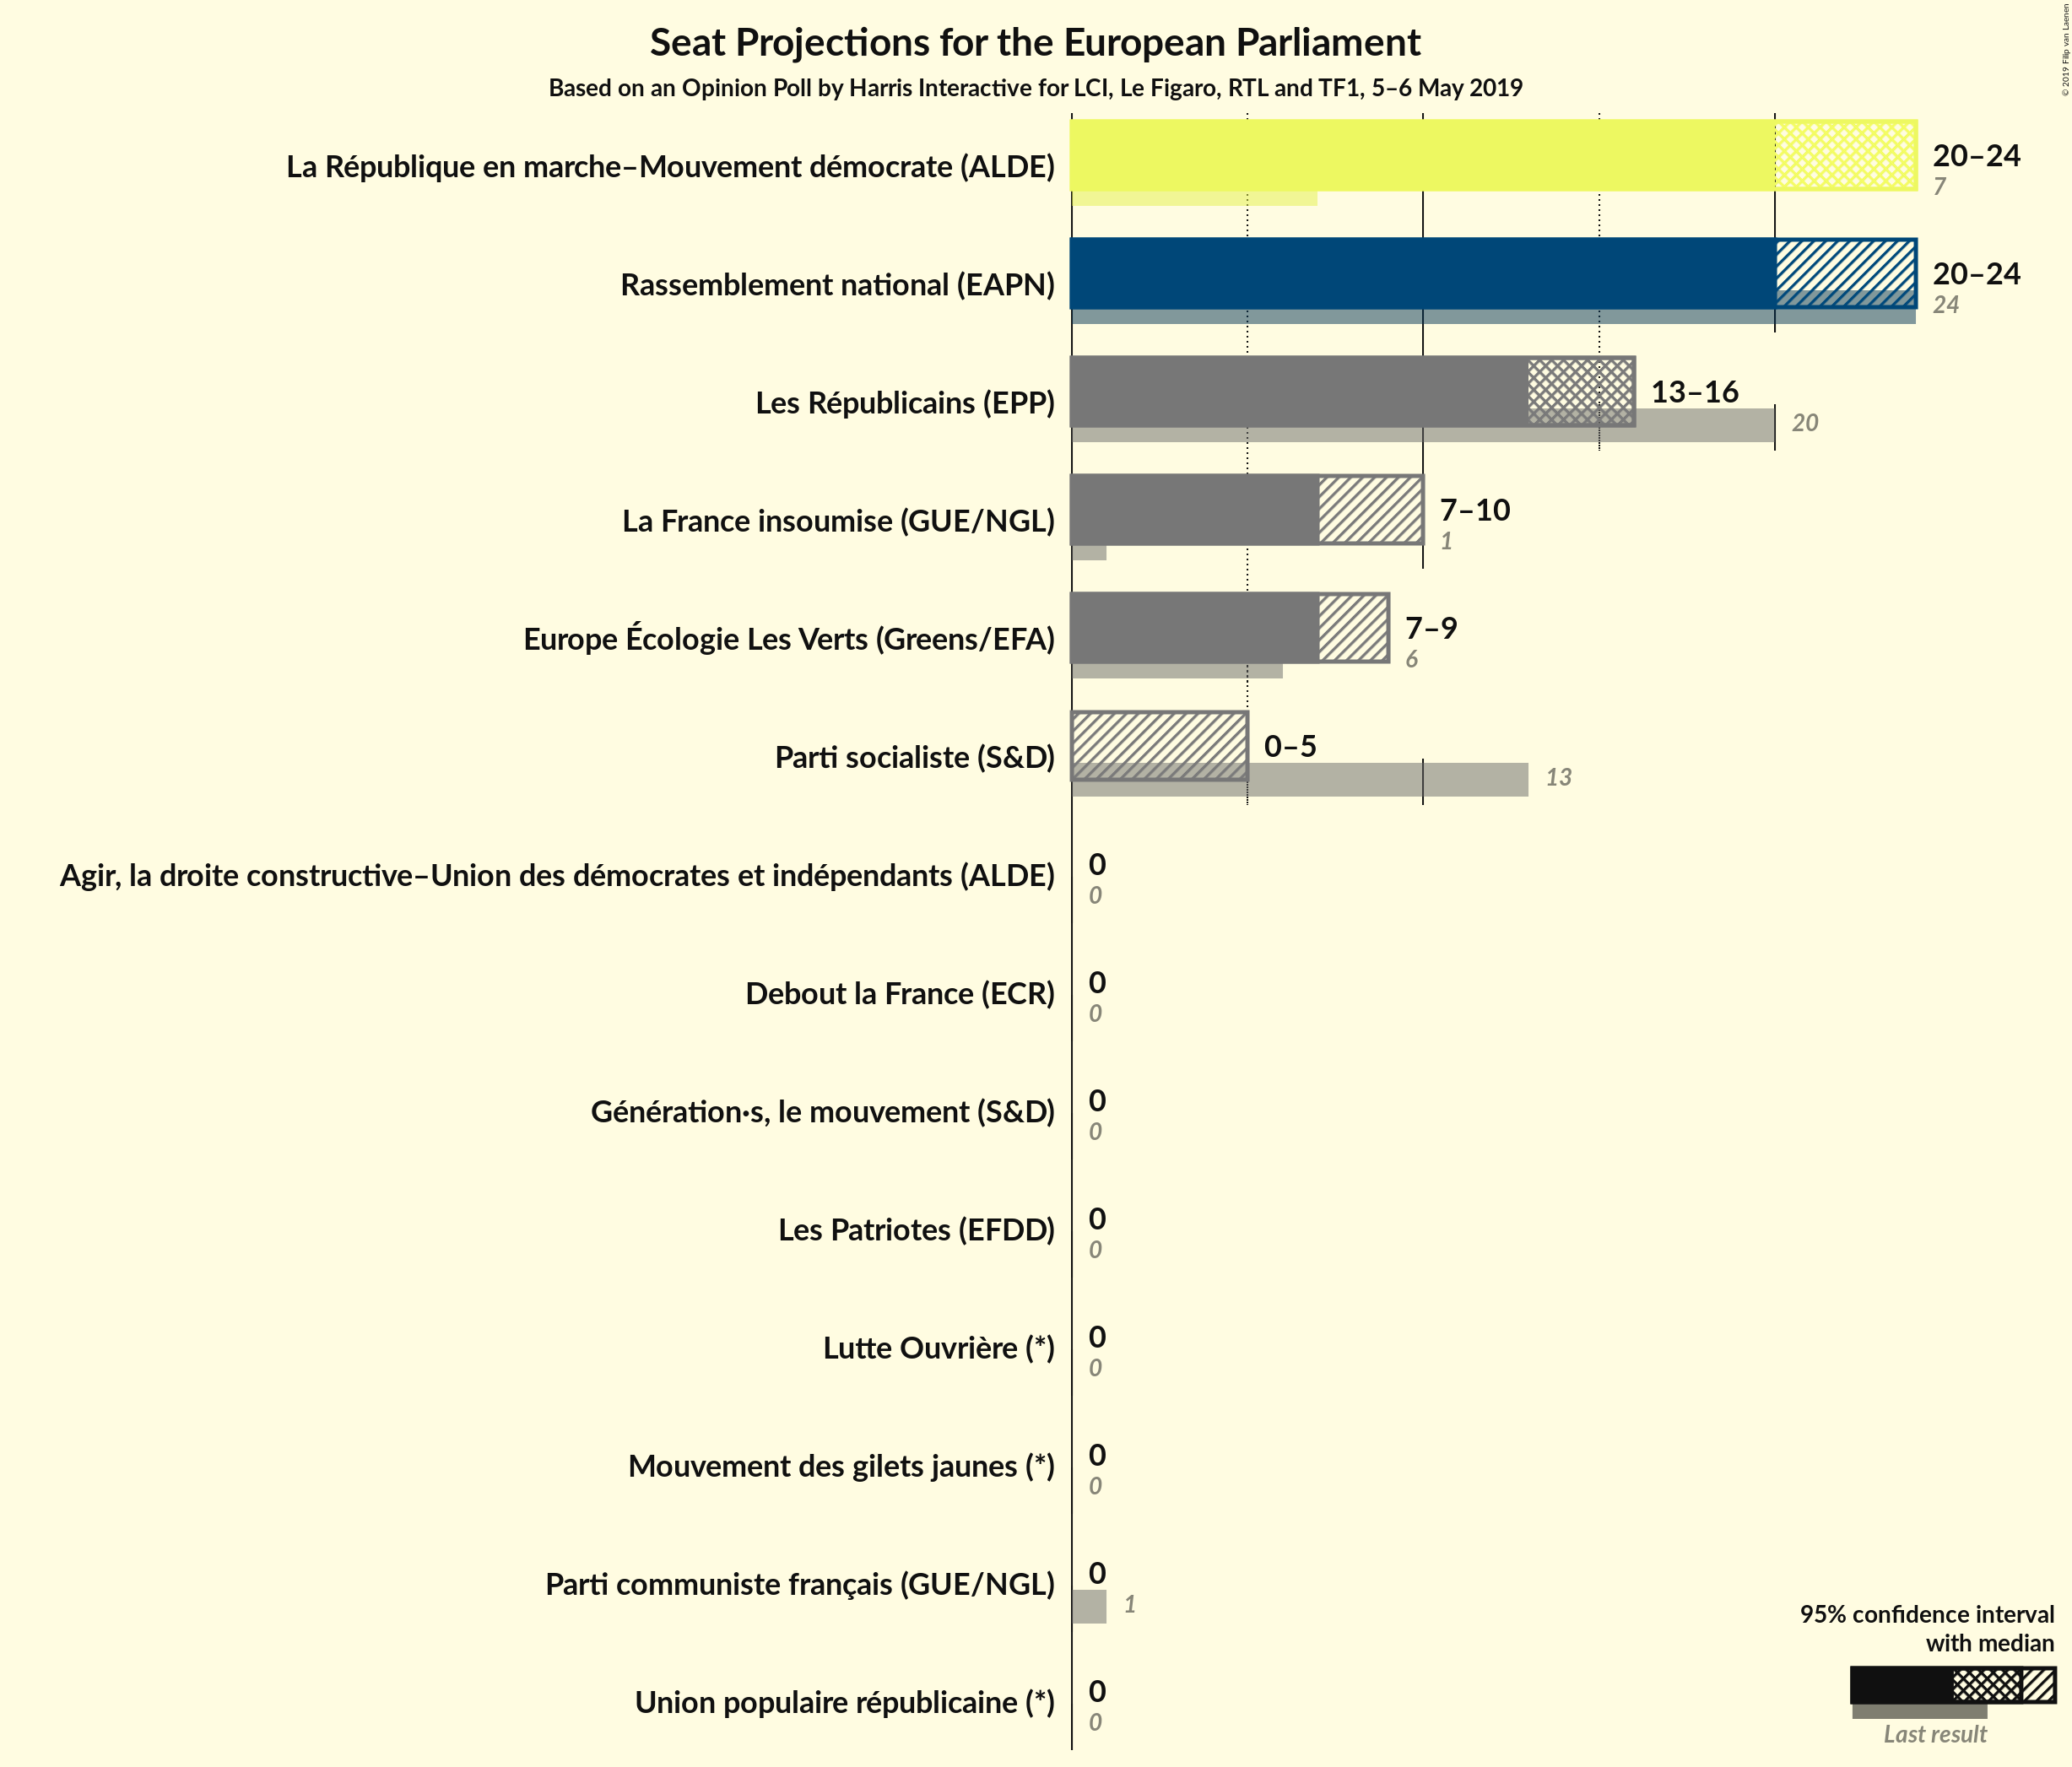 Seat Projections for the European Parliament
Based on an Opinion Poll by Harris Interactive for LCI, Le Figaro, RTL and TF1, 5–6 May 2019
© 2019 Filip van Laenen
La République en marche–Mouvement démocrate (ALDE)
20–24
7
Rassemblement national (EAPN)
20–24
24
Les Républicains (EPP)
13–16
20
La France insoumise (GUE/NGL)
7–10
1
Europe Écologie Les Verts (Greens/EFA)
7–9
6
Parti socialiste (S&D)
0–5
13
Agir, la droite constructive–Union des démocrates et indépendants (ALDE)
0
0
Debout la France (ECR)
0
0
Génération·s, le mouvement (S&D)
0
0
Les Patriotes (EFDD)
0
0
Lutte Ouvrière (*)
0
0
Mouvement des gilets jaunes (*)
0
0
Parti communiste français (GUE/NGL)
0
1
Union populaire républicaine (*)
0
0
95% confidence interval
with median
Last result